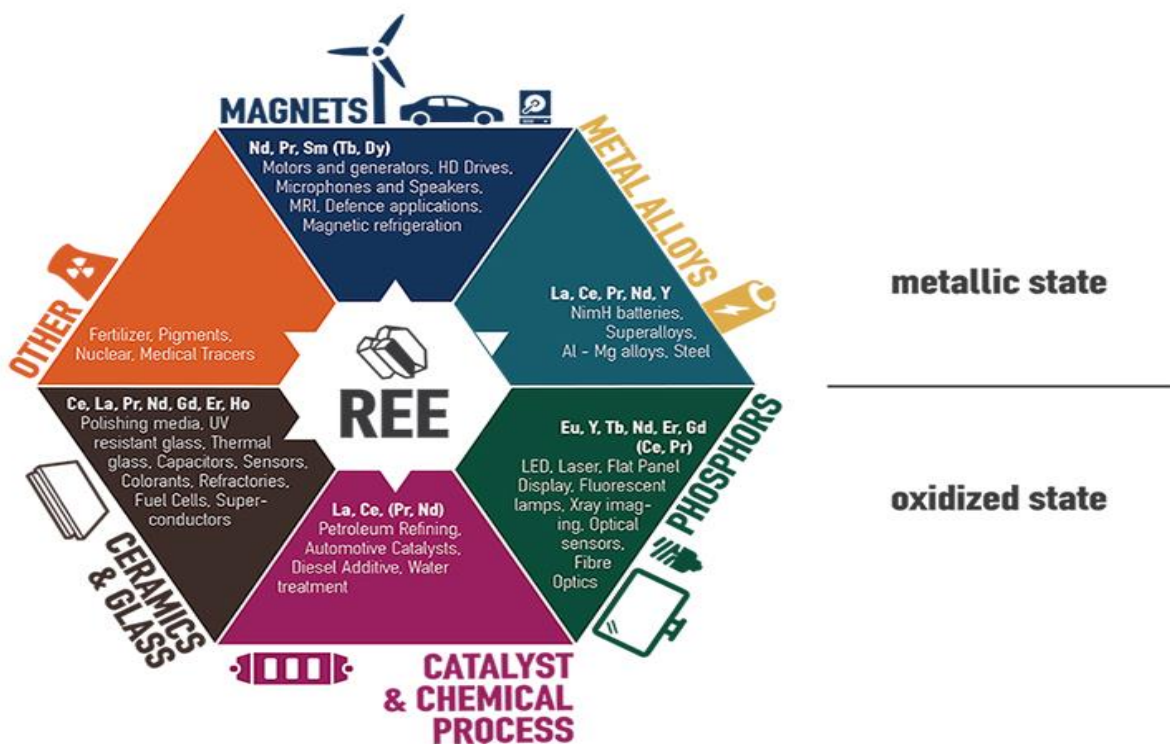 MAGNETS
Nd, Pr, Sm (Tb, Dy)
Motors and generators, HD Drives,
Microphones and Speakers,
MRI, Defence applications,
Magnetic refrigeration
METAL ALLOYS
La, Ce, Pr, Nd, Y
NimH batteries,
Superalloys,
Al - Mg alloys, Steel
metallic state
OTHER
Fertilizer, Pigments,
Nuclear, Medical Tracers
REE
Ce, La, Pr, Nd, Gd, Er, Ho
Polishing media, UV
resistant glass, Thermal
glass, Capacitors, Sensors,
Colorants, Refractories,
Fuel Cells, Super-
conductors
CERAMICS
& GLASS
La, Ce, (Pr, Nd)
Petroleum Refining,
Automotive Catalysts,
Diesel Additive, Water
treatment
CATALYST
& CHEMICAL
PROCESS
Eu, Y, Tb, Nd, Er, Gd
(Ce, Pr)
LED, Laser, Flat Panel
Display, Fluorescent
lamps, Xray imag-
ing, Optical
sensors,
Fibre
Optics
PHOSPHORS
oxidized state